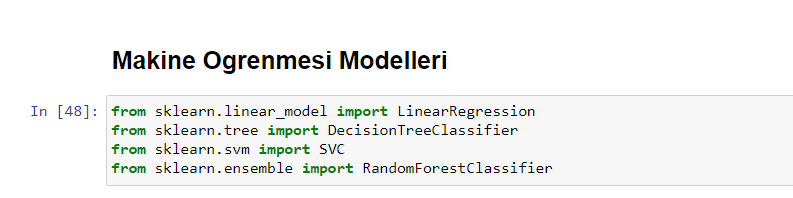 Makine Ogrenmesi Modelleri
In [48]: from sklearn.linear_model import LinearRegression
from sklearn.tree import DecisionTreeClassifier
from sklearn.svm import SVC
from sklearn.ensemble import RandomForestClassifier